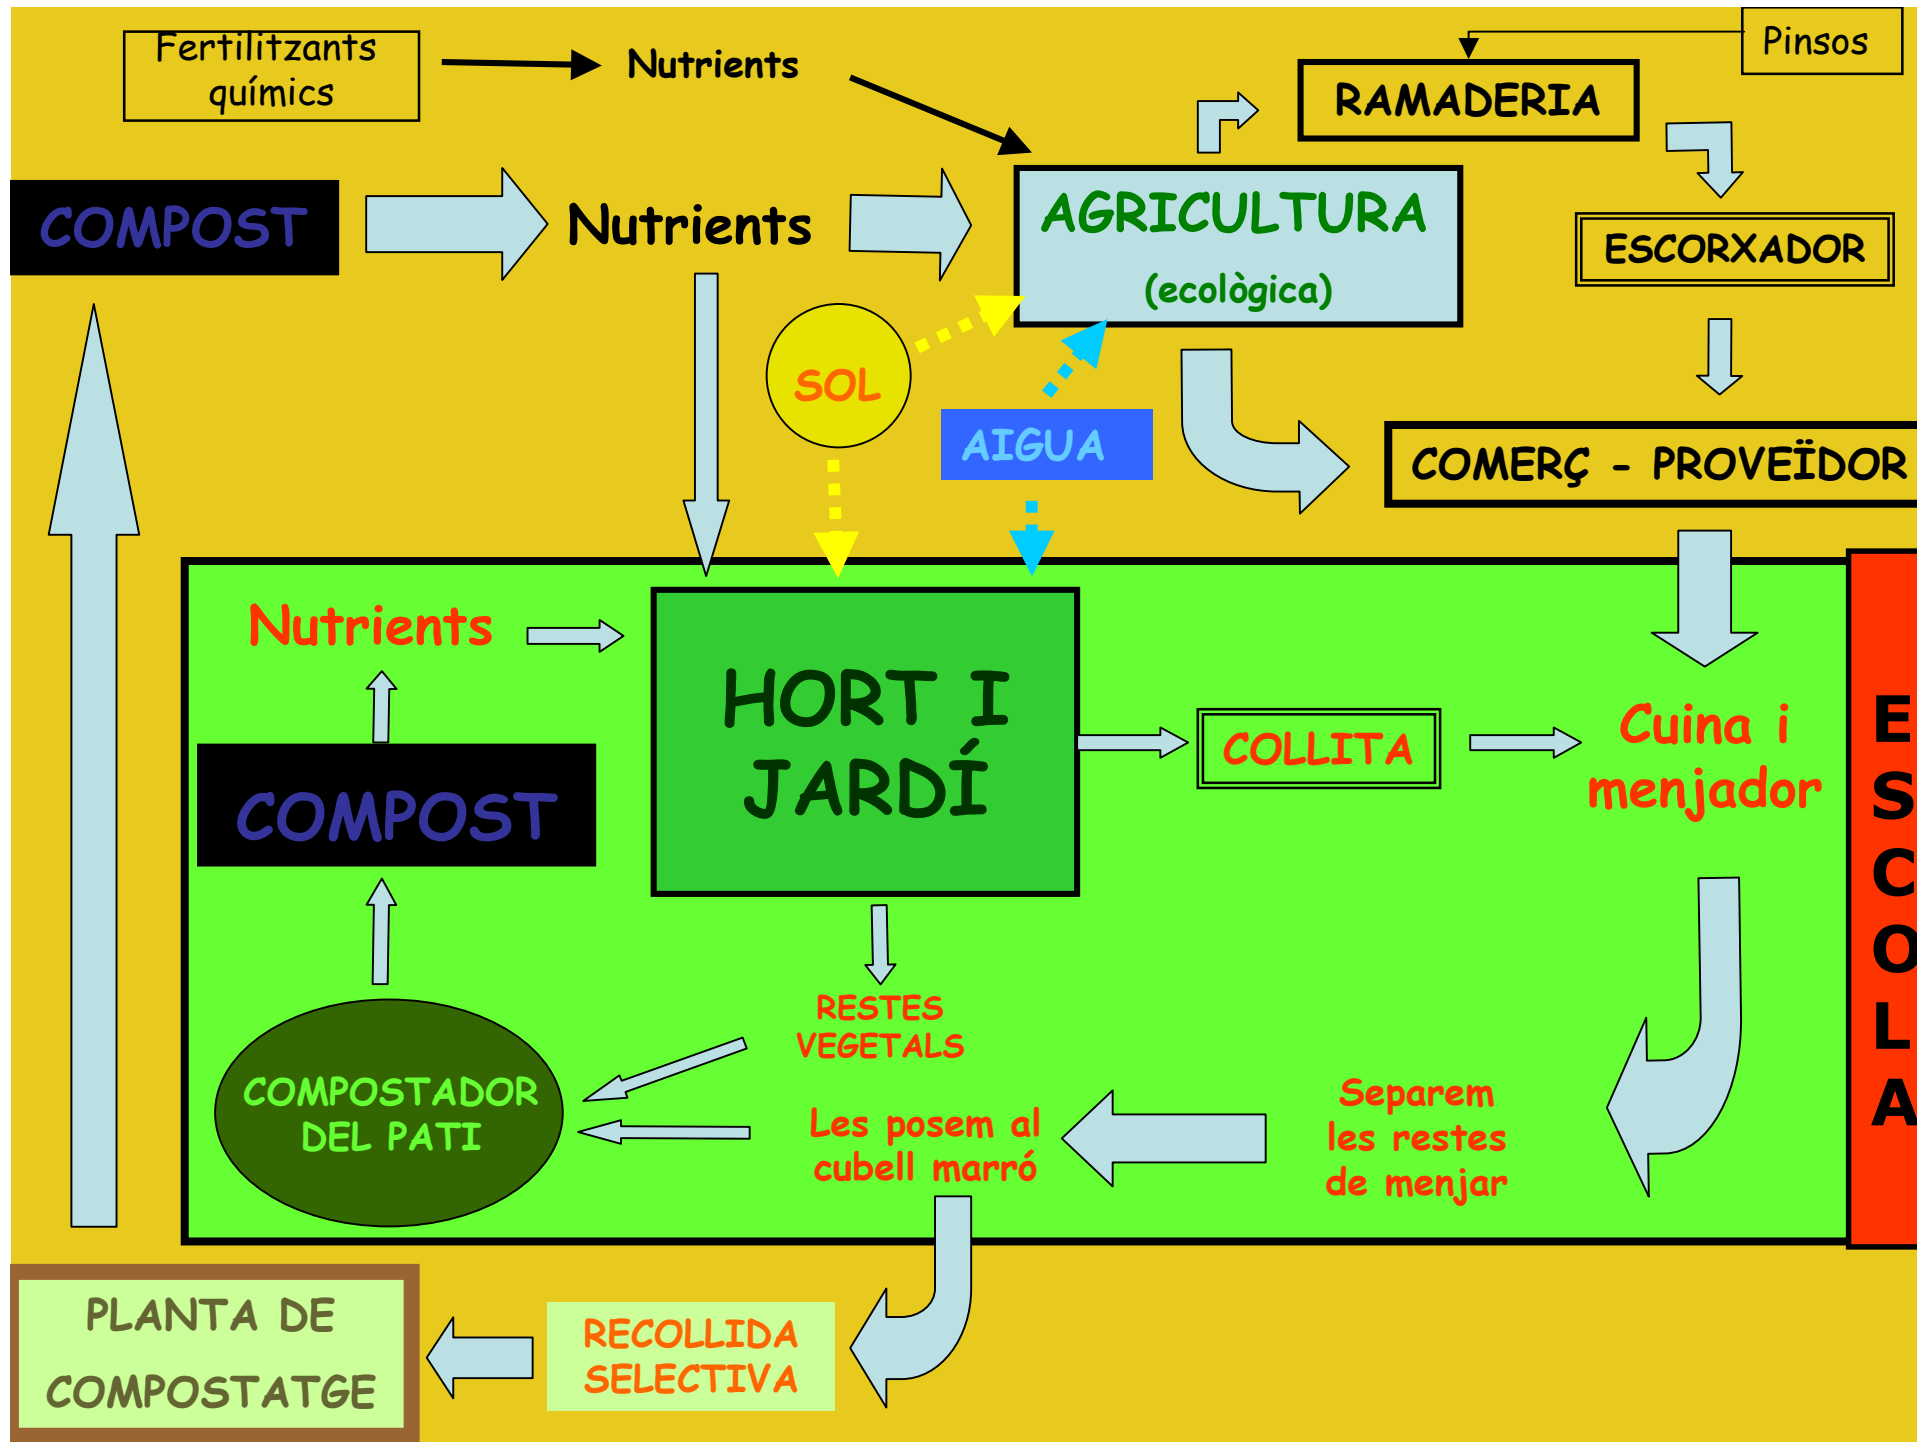 Fertilitzants
químics
Nutrients
Pinsos
RAMADERIA
COMPOST
Nutrients
AGRICULTURA
(ecològica)
ESCORXADOR
SOL
AIGUA
COMERÇ - PROVEÏDOR
Nutrients
HORT I
JARDÍ
COLLITA
Cuina i
menjador
COMPOST
E
S
C
O
L
A
RESTES
VEGETALS
COMPOSTADOR
DEL PATI
Les posem al
cubell marró
Separem
les restes
de menjar
PLANTA DE
COMPOSTATGE
RECOLLIDA
SELECTIVA